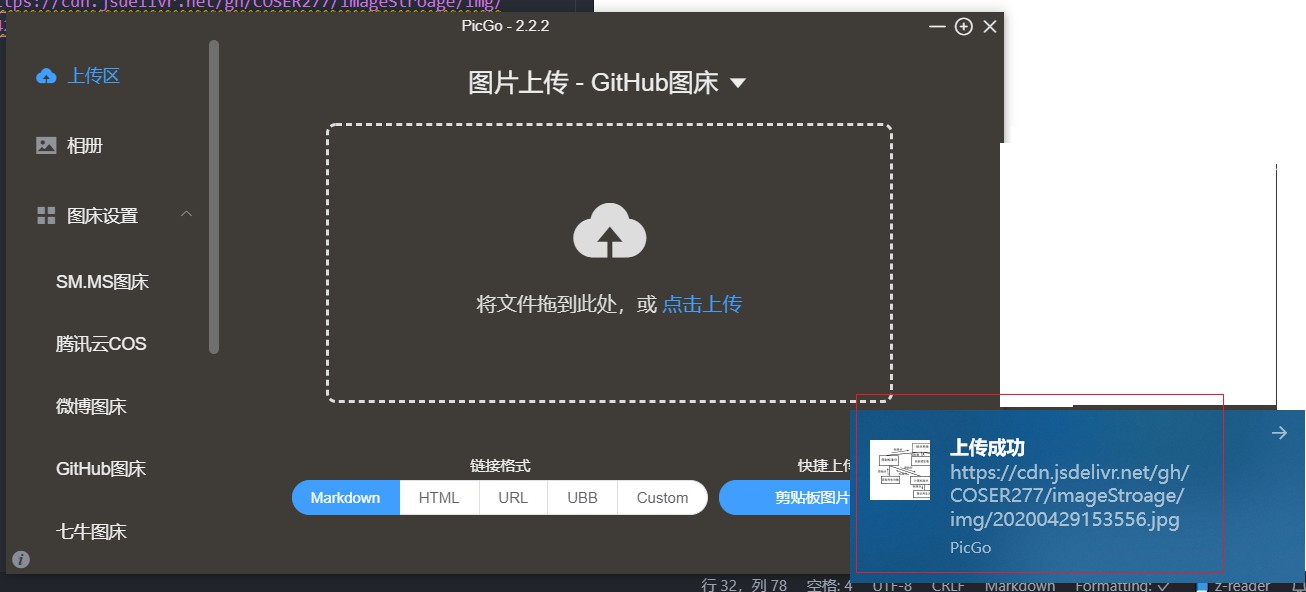 ttps://cdn.jsdelivr.net/gh/COSER277/imageStroage/img/
PicGo - 2.2.2
上传区
相册
图床设置
SM.MS图床
腾讯云COS
微博图床
GitHub图床
七牛图床
图片上传 - GitHub图床
将文件拖到此处，或 点击上传
链接格式
Markdown HTML URL UBB Custom
快捷上传
剪贴板图片
上传成功
https://cdn.jsdelivr.net/gh/
COSER277/imageStroage/
img/20200429153556.jpg
PicGo
行 32，列 78 空格: 4 UTF-8 CRLF Markdown Formatting: ✓ z-reader